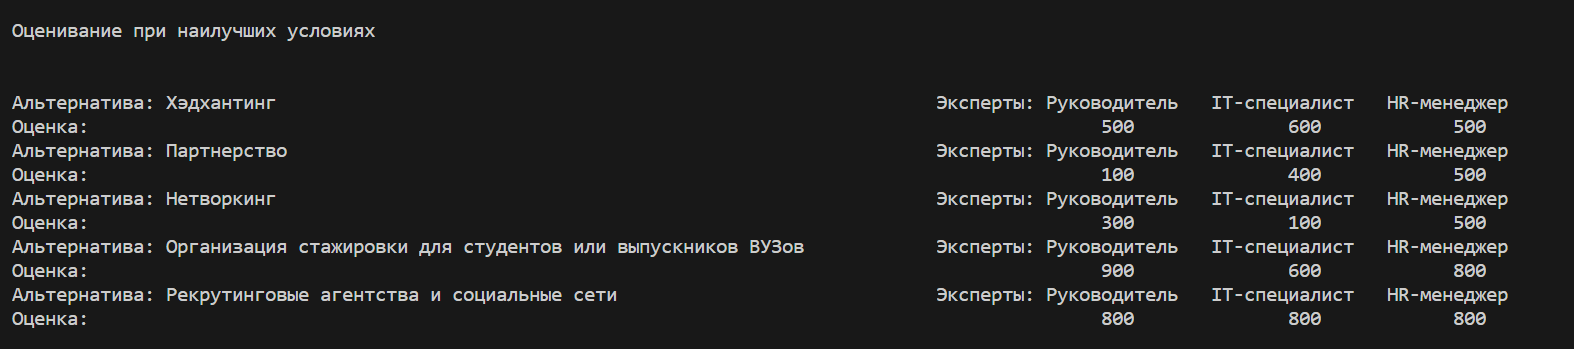 Оценивание при наилучших условиях
Альтернатива: Хэдхантинг Эксперты: Руководитель IT-специалист HR-менеджер
Оценка: 500 600 500
Альтернатива: Партнерство Эксперты: Руководитель IT-специалист HR-менеджер
Оценка: 100 400 500
Альтернатива: Нетворкинг Эксперты: Руководитель IT-специалист HR-менеджер
Оценка: 300 100 500
Альтернатива: Организация стажировки для студентов или выпускников ВУЗов Эксперты: Руководитель IT-специалист HR-менеджер
Оценка: 900 600 800
Альтернатива: Рекрутинговые агентства и социальные сети Эксперты: Руководитель IT-специалист HR-менеджер
Оценка: 800 800 800